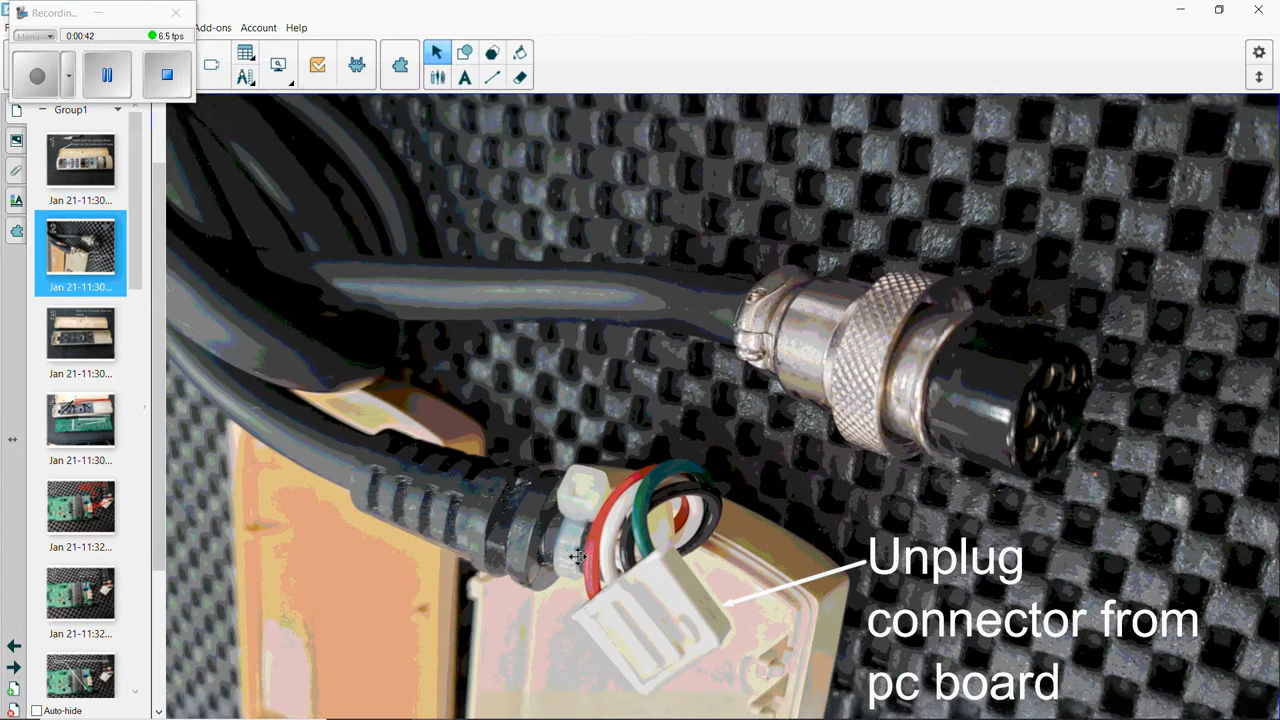 Recordin...
Menu
0:00:42
6.5 fps
Add-ons
Account
Help
Group1
Jan 21-11:30...
Jan 21-11:30...
Jan 21-11:30...
Jan 21-11:30...
Jan 21-11:32...
Jan 21-11:32...
Auto-hide
Unplug
connector from
pc board